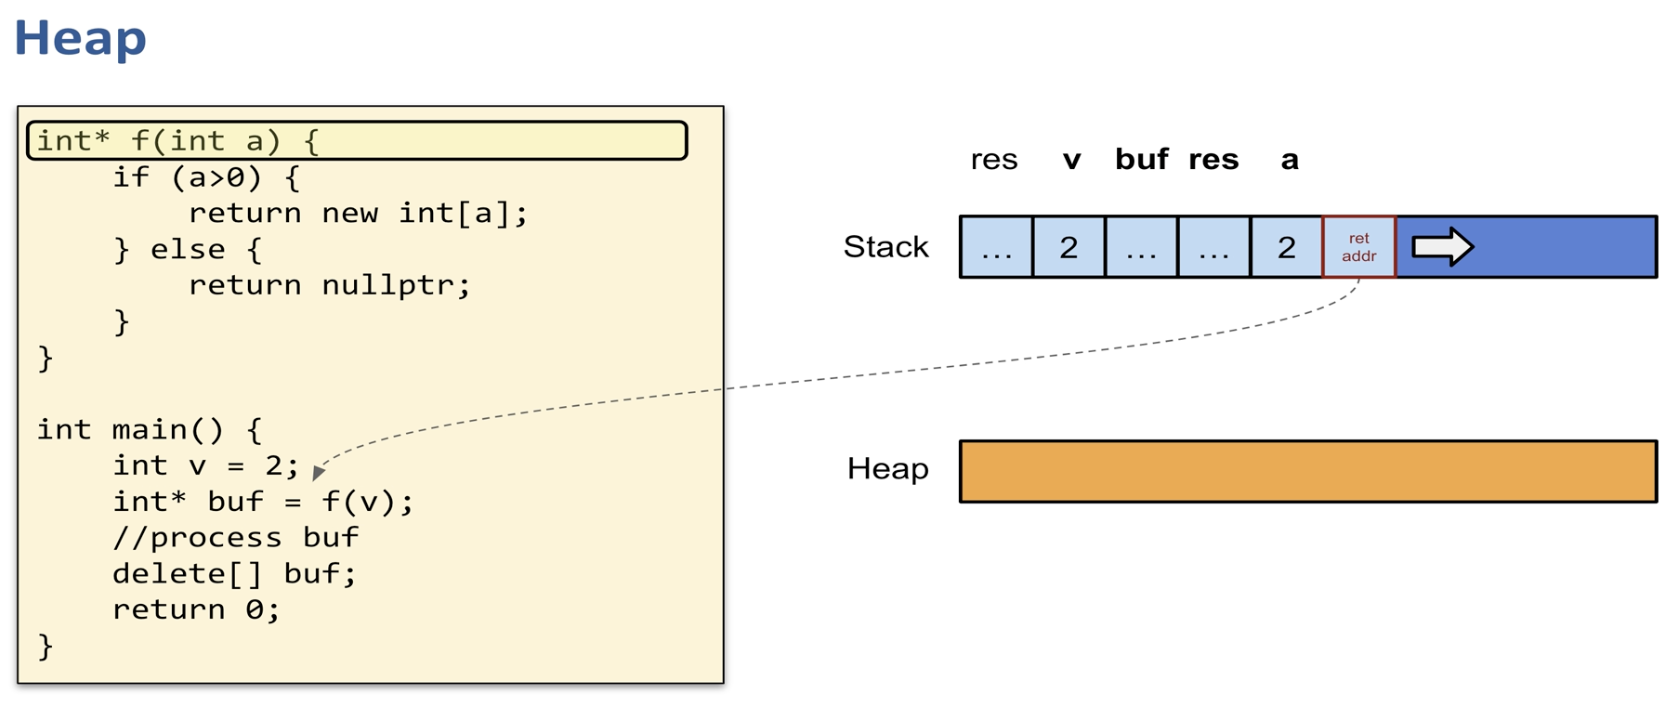 Heap
int* f(int a) {
    if (a>0) {
        return new int[a];
    } else {
        return nullptr;
    }
}
int main() {
    int v = 2;
    int* buf = f(v);
    //process buf
    delete[] buf;
    return 0;
}
res v buf res a
Stack ... 2 ... ... 2 ret
addr
Heap